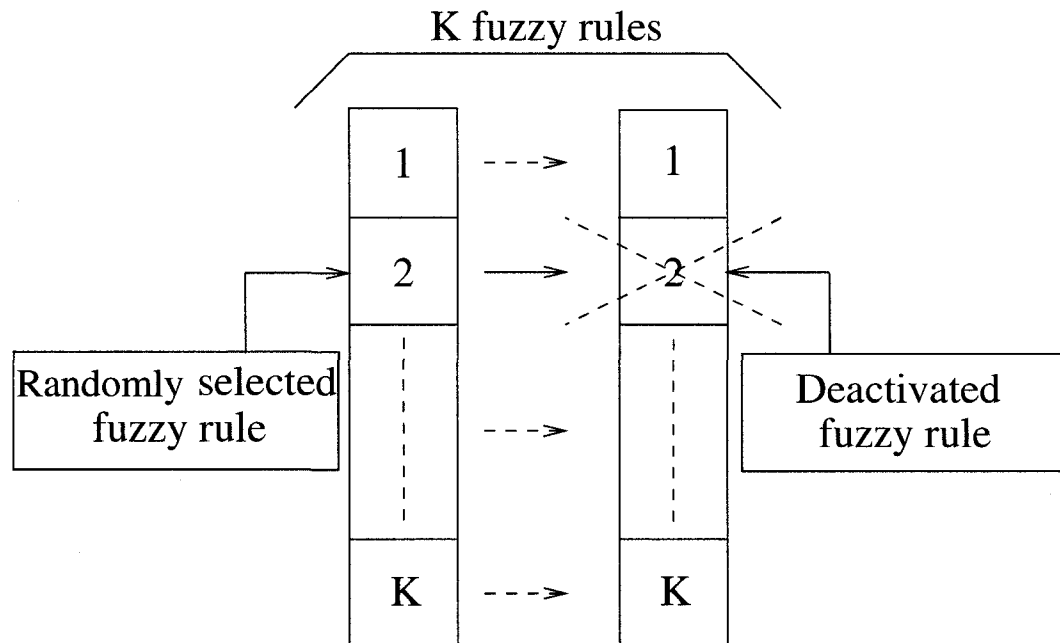 K fuzzy rules
1
1
2
2
Randomly selected
fuzzy rule
Deactivated
fuzzy rule
K
K